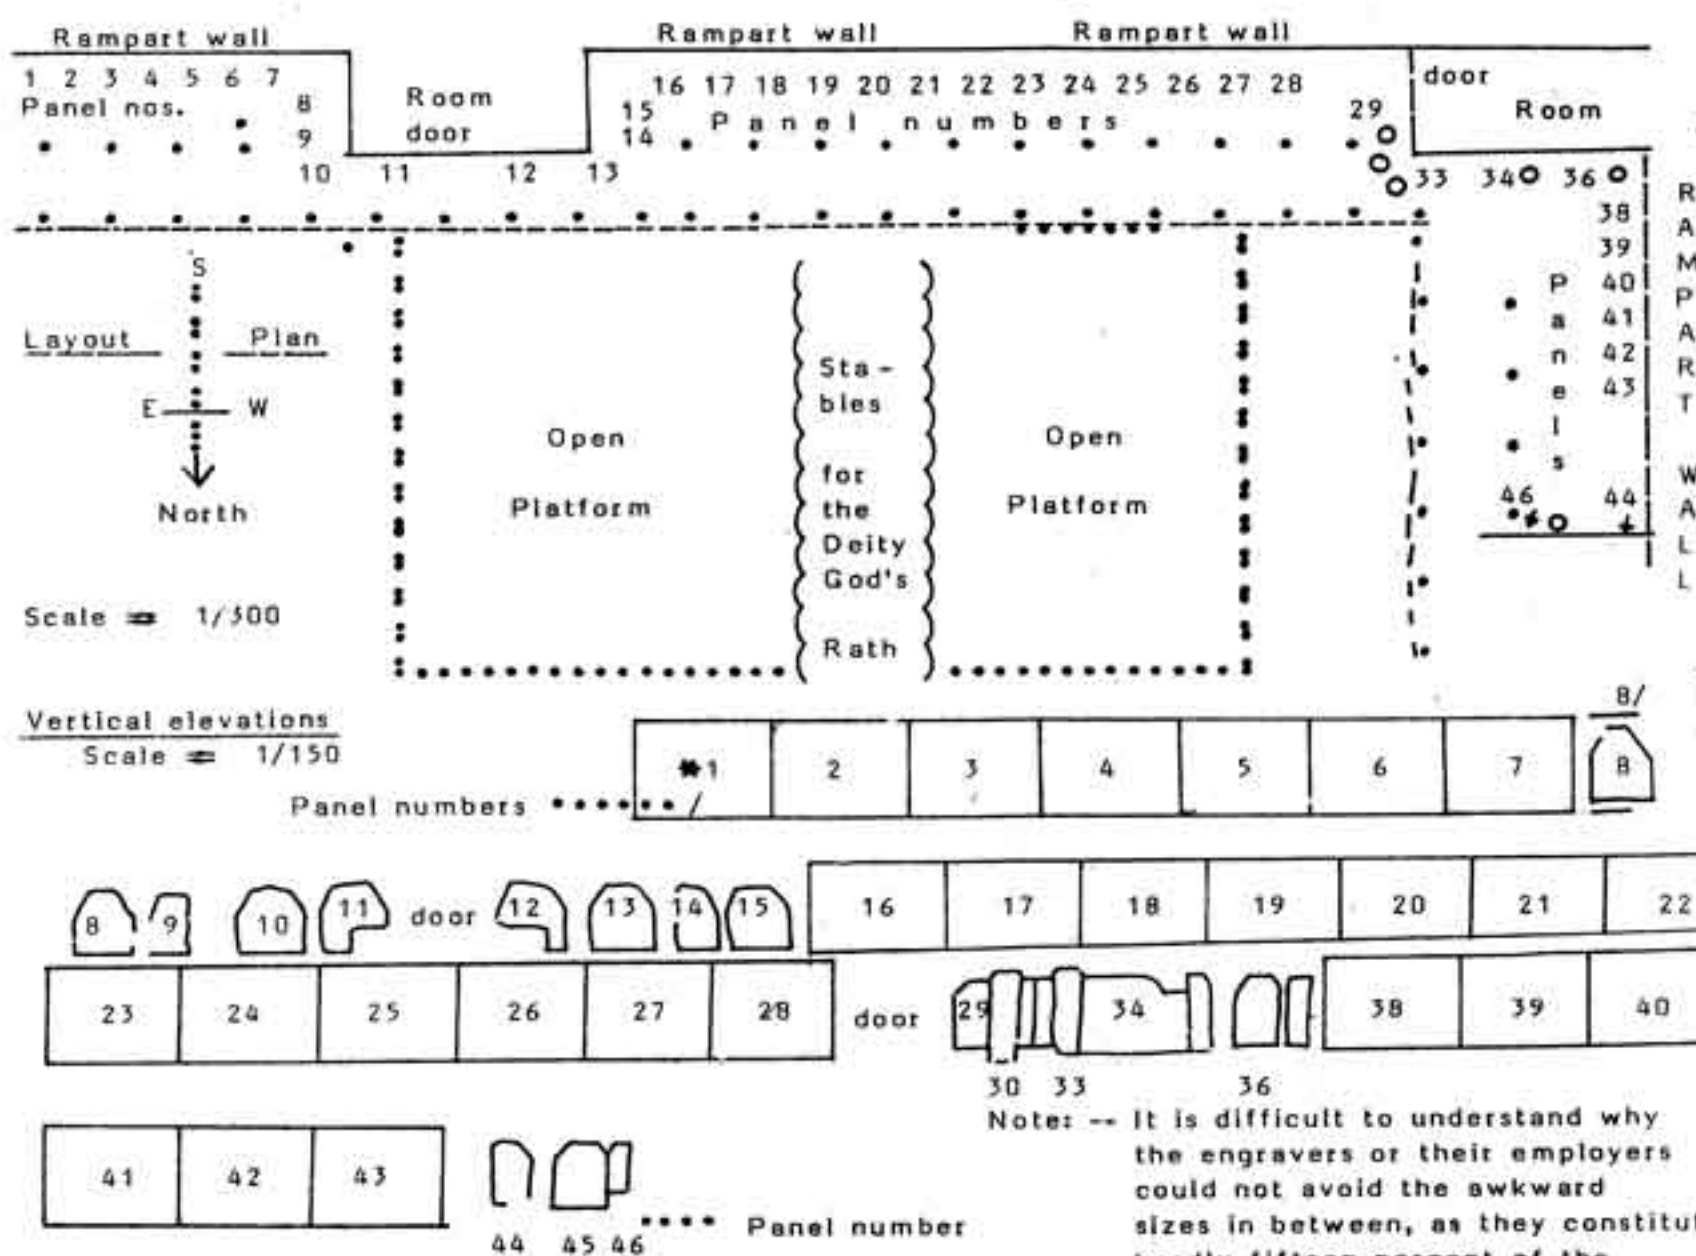 Rampart wall Rampart wall Rampart wall
1 2 3 4 5 6 7
Panel nos.
8
9
10 11 12 13
Room
door
16 17 18 19 20 21 22 23 24 25 26 27 28
15
14
Panel numbers
29
door
Room
33 34 36
38
39
40
41
42
43
Panels
46 44
RAMPART WALL
S
Layout Plan
E W
North
Scale = 1/300
Open
Platform
Sta-
bles
for
the
Deity
God's
Rath
Open
Platform
Vertical elevations
Scale = 1/150
Panel numbers
*1 2 3 4 5 6 7 8
8/
8 9 10 11 door 12 13 14 15 16 17 18 19 20 21 22
23 24 25 26 27 28 door 29 34 38 39 40
30 33 36
41 42 43
44 45 46
Panel number
Note: -- It is difficult to understand why
the engravers or their employers
could not avoid the awkward
sizes in between, as they
fifteen percent of the